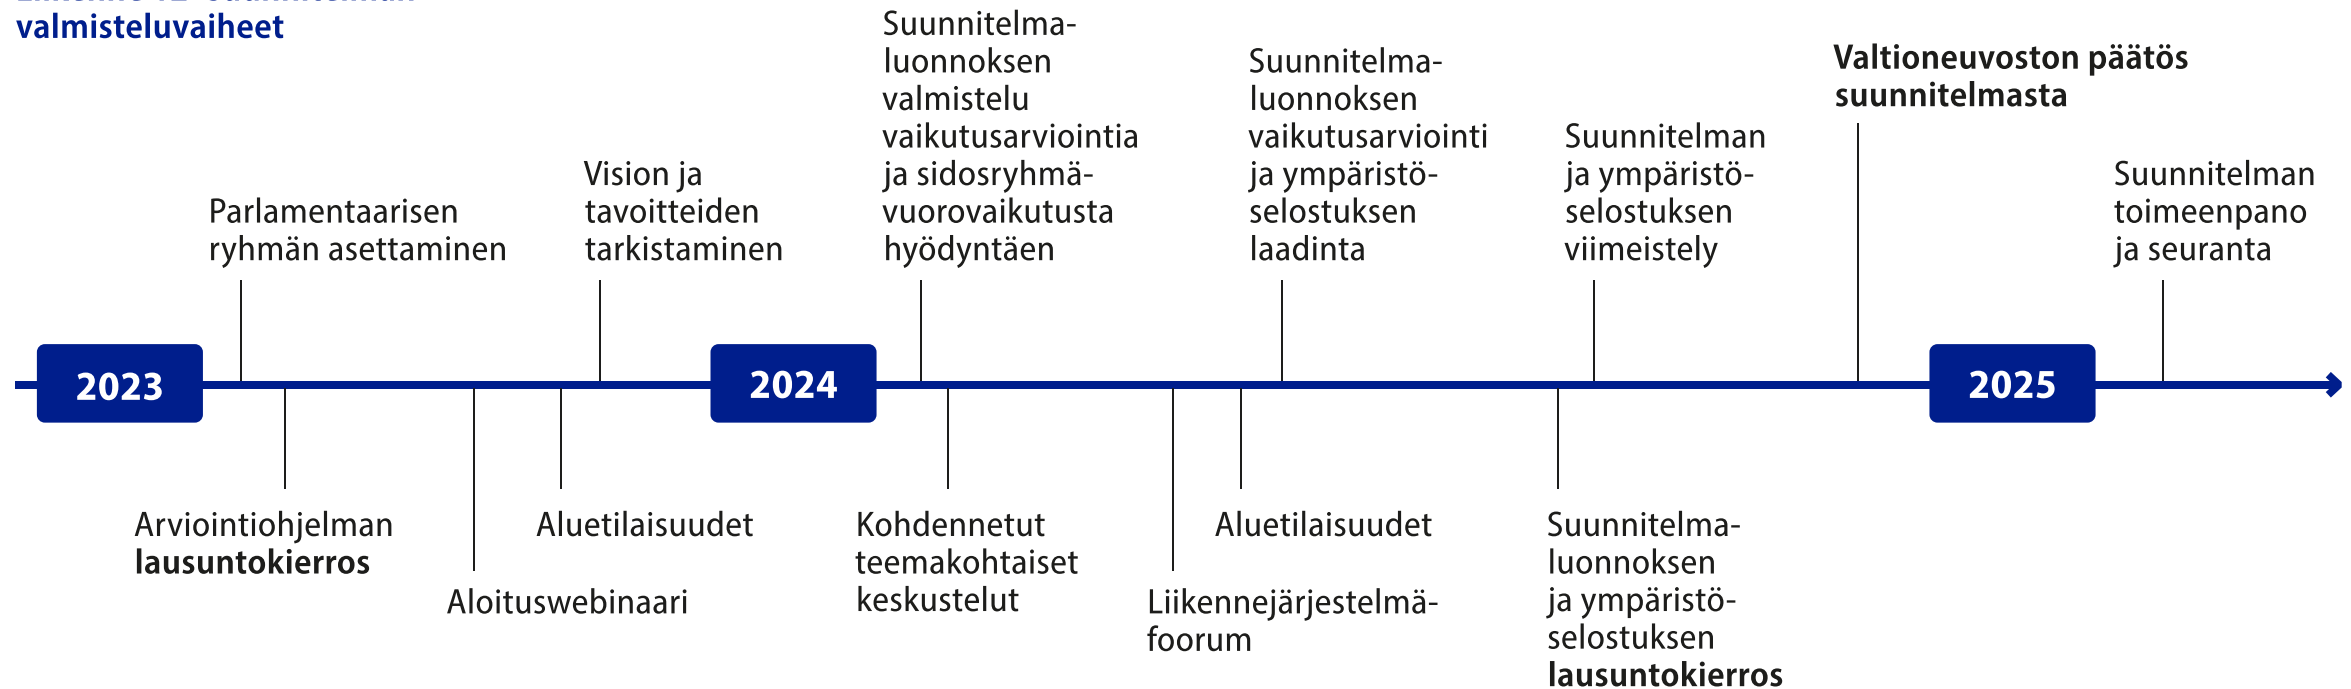 valmisteluvaiheet
Suunnitelma-
luonnoksen
valmistelu
vaikutusarviointia
ja sidosryhmä-
vuorovaikutusta
hyödyntäen
Suunnitelma-
luonnoksen
vaikutusarviointi
ja ympäristö-
selostuksen
laadinta
Valtioneuvoston päätös
suunnitelmasta
Parlamentaarisen
ryhmän asettaminen
Vision ja
tavoitteiden
tarkistaminen
Suunnitelman
ja ympäristö-
selostuksen
viimeistely
Suunnitelman
toimeenpano
ja seuranta
2023
2024
2025
Arviointiohjelman
lausuntokierros
Aloituswebinaari
Aluetilaisuudet
Kohdennetut
teemakohtaiset
keskustelut
Liikennejärjestelmä-
foorum
Aluetilaisuudet
Suunnitelma-
luonnoksen
ja ympäristö-
selostuksen
lausuntokierros